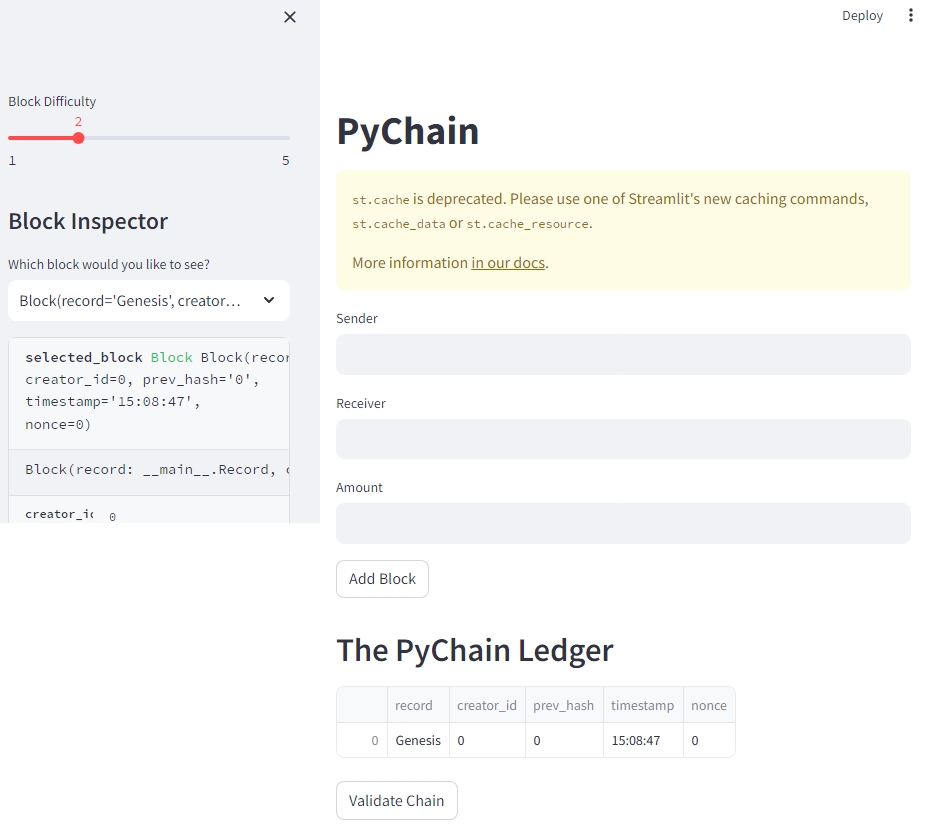 Deploy
Block Difficulty
2
1 5
Block Inspector
Which block would you like to see?
Block(record='Genesis', creator...
selected_block Block Block(recor
creator_id=0, prev_hash='0',
timestamp='15:08:47',
nonce=0)
Block(record: __main__.Record, c
creator_id 0
PyChain
st.cache is deprecated. Please use one of Streamlit's new caching commands,
st.cache_data or st.cache_resource.
More information in our docs.
Sender
Receiver
Amount
Add Block
The PyChain Ledger
record creator_id prev_hash timestamp nonce
0 Genesis 0 0 15:08:47 0
Validate Chain